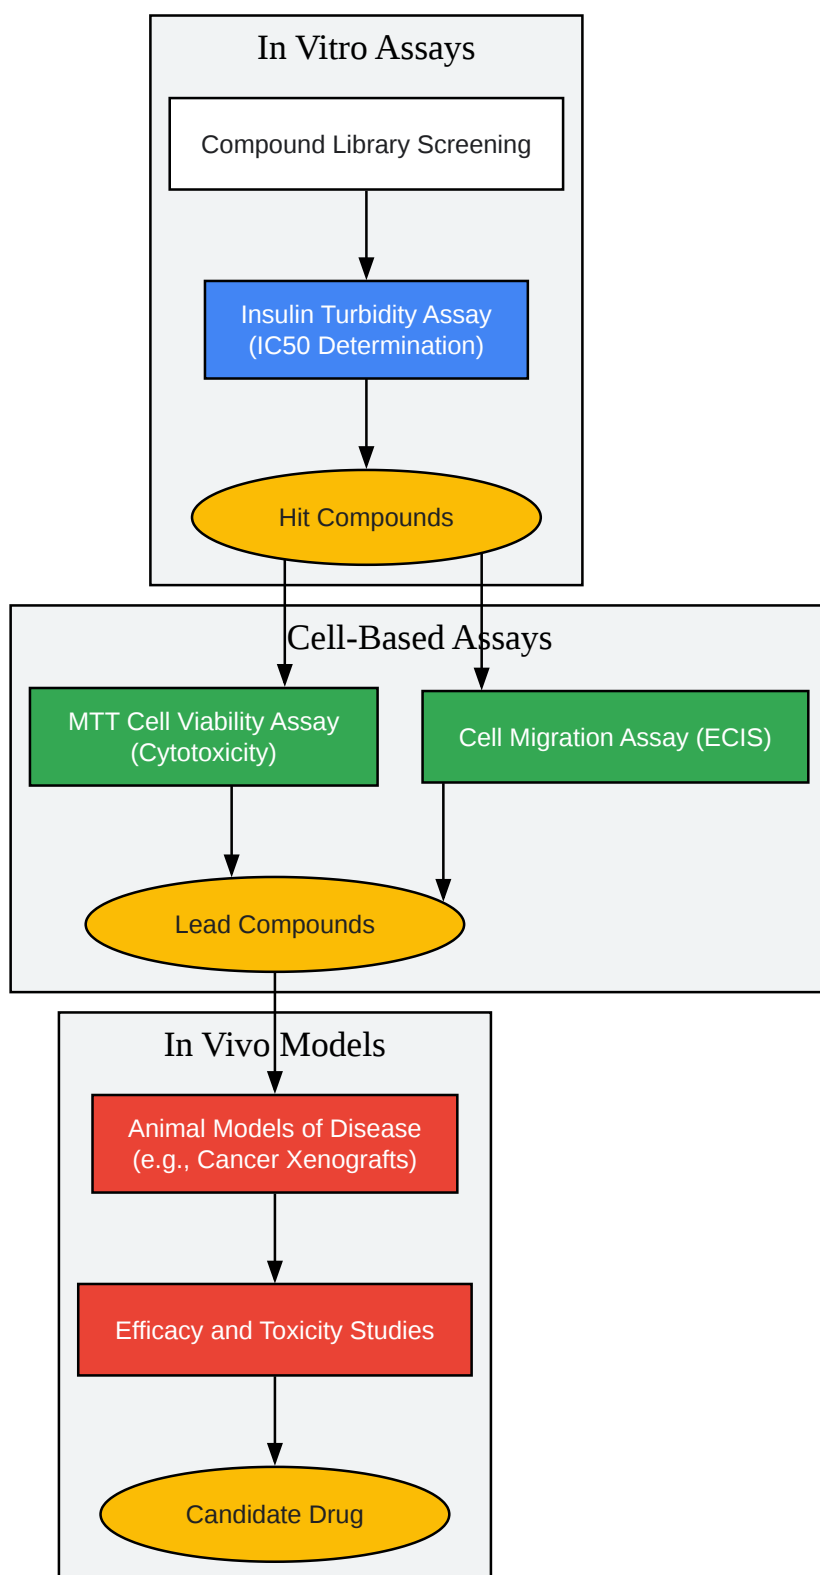 In Vitro Assays
Compound Library Screening
Insulin Turbidity Assay
(IC50 Determination)
Hit Compounds
Cell-Based Assays
MTT Cell Viability Assay
(Cytotoxicity)
Cell Migration Assay (ECIS)
Lead Compounds
In Vivo Models
Animal Models of Disease
(e.g., Cancer Xenografts)
Efficacy and Toxicity Studies
Candidate Drug